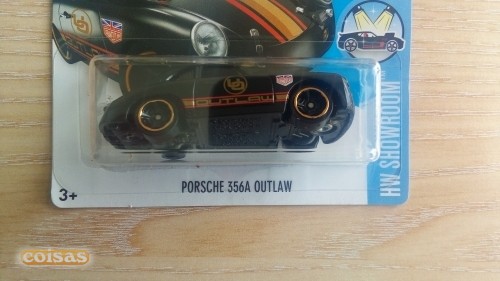 OUTLAW
3+
PORSCHE 356A OUTLAW
HW SHOWROOM
coisas